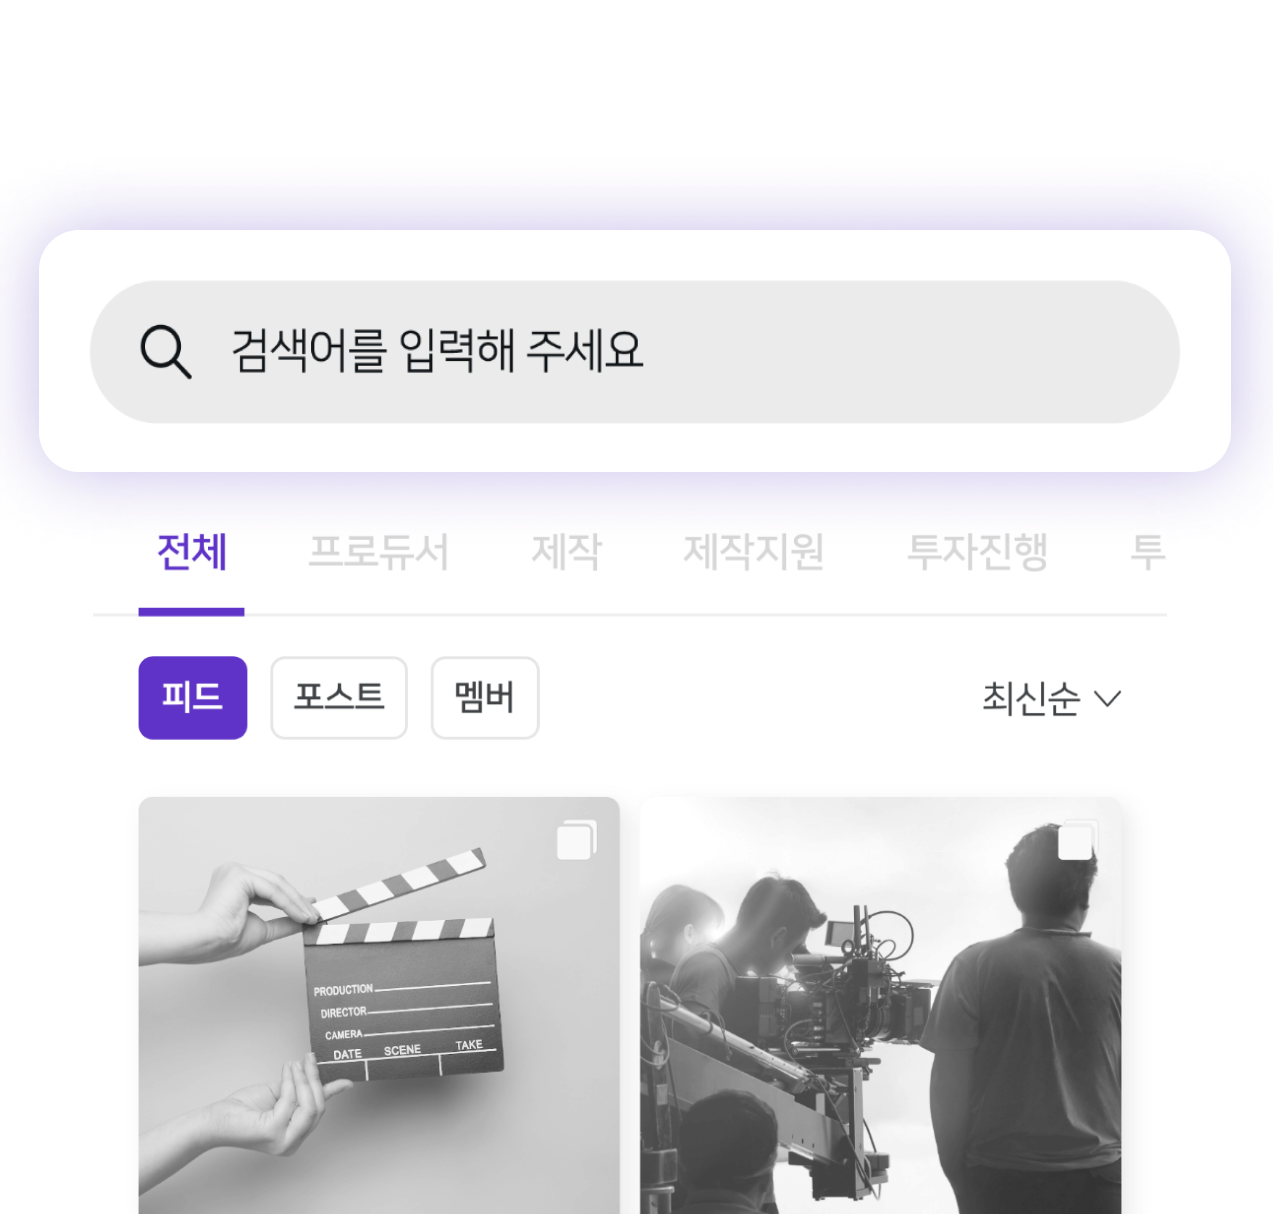 검색어를 입력해 주세요
전체 프로듀서 제작 제작지원 투자진행 투
피드 포스트 멤버 최신순
PRODUCTION
DIRECTOR
CAMERA
DATE SCENE TAKE